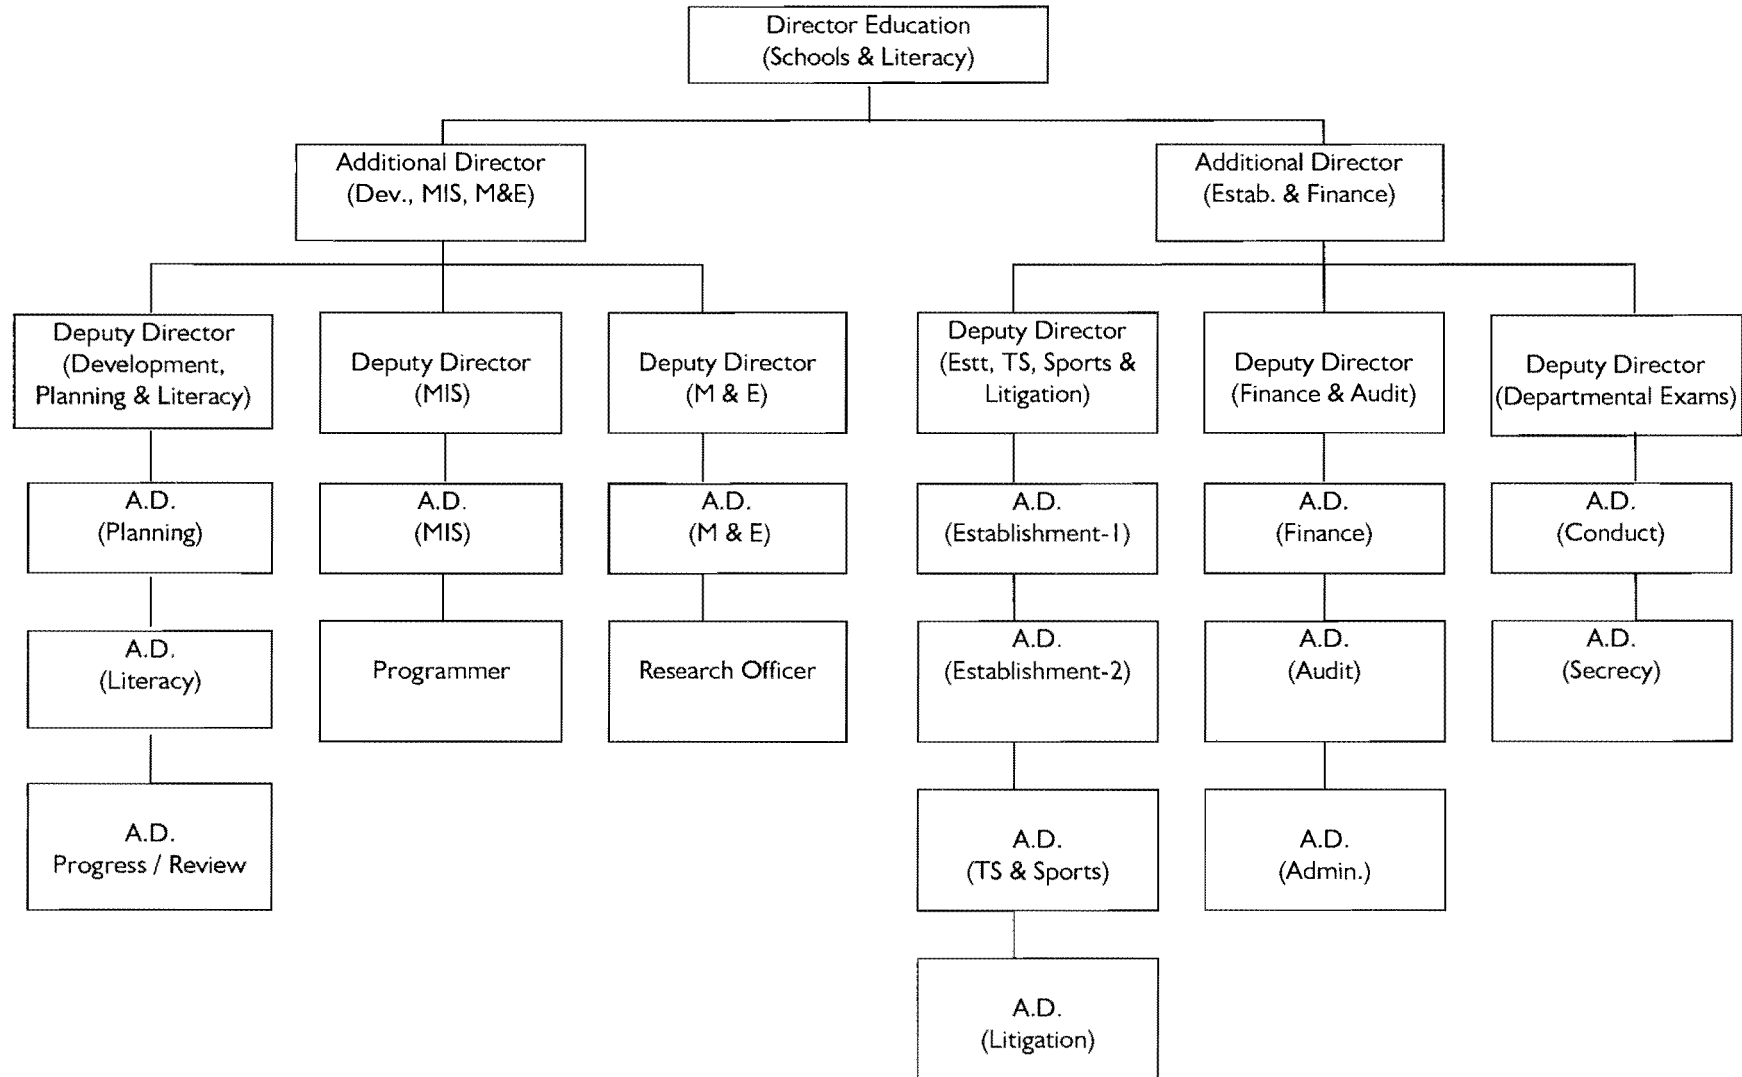 Director Education
(Schools & Literacy)
Additional Director
(Dev., MIS, M&E)
Additional Director
(Estab. & Finance)
Deputy Director
(Development,
Planning & Literacy)
Deputy Director
(MIS)
Deputy Director
(M & E)
Deputy Director
(Estt, TS, Sports &
Litigation)
Deputy Director
(Finance & Audit)
Deputy Director
(Departmental Exams)
A.D.
(Planning)
A.D.
(MIS)
A.D.
(M & E)
A.D.
(Establishment-1)
A.D.
(Finance)
A.D.
(Conduct)
A.D.
(Literacy)
Programmer
Research Officer
A.D.
(Establishment-2)
A.D.
(Audit)
A.D.
(Secrecy)
A.D.
Progress / Review
A.D.
(TS & Sports)
A.D.
(Admin.)
A.D.
(Litigation)